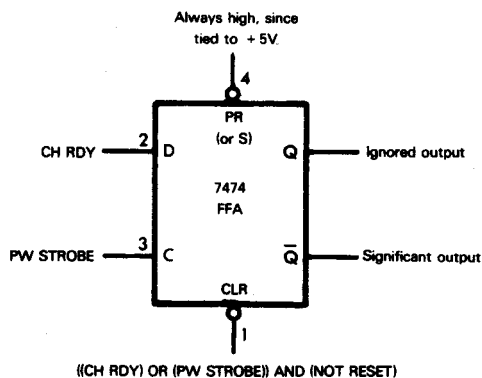 Always high, since
tied to + 5V.
4
PR
(or S)
CH RDY
2
D
Q
Ignored output
7474
FFA
PW STROBE
3
C
Q̅
Significant output
CLR
1
((CH RDY) OR (PW STROBE)) AND (NOT RESET)